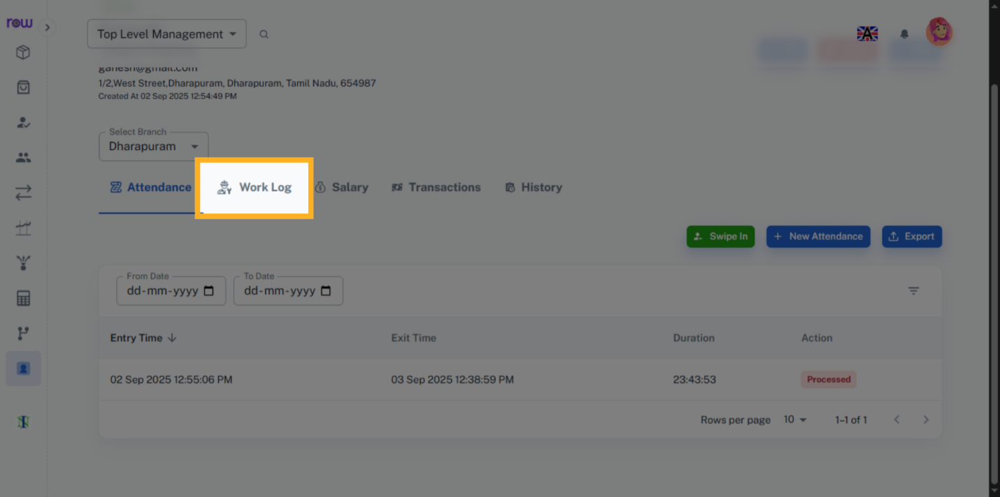 row
Top Level Management
A
ganesh@gmail.com
1/2,West Street,Dharapuram, Dharapuram, Tamil Nadu, 654987
Created At 02 Sep 2025 12:54:49 PM
Select Branch
Dharapuram
Attendance Work Log Salary Transactions History
Swipe In + New Attendance Export
From Date To Date
dd-mm-yyyy dd-mm-yyyy
Entry Time Exit Time Duration Action
02 Sep 2025 12:55:06 PM 03 Sep 2025 12:38:59 PM 23:43:53 Processed
Rows per page 10 1–1 of 1